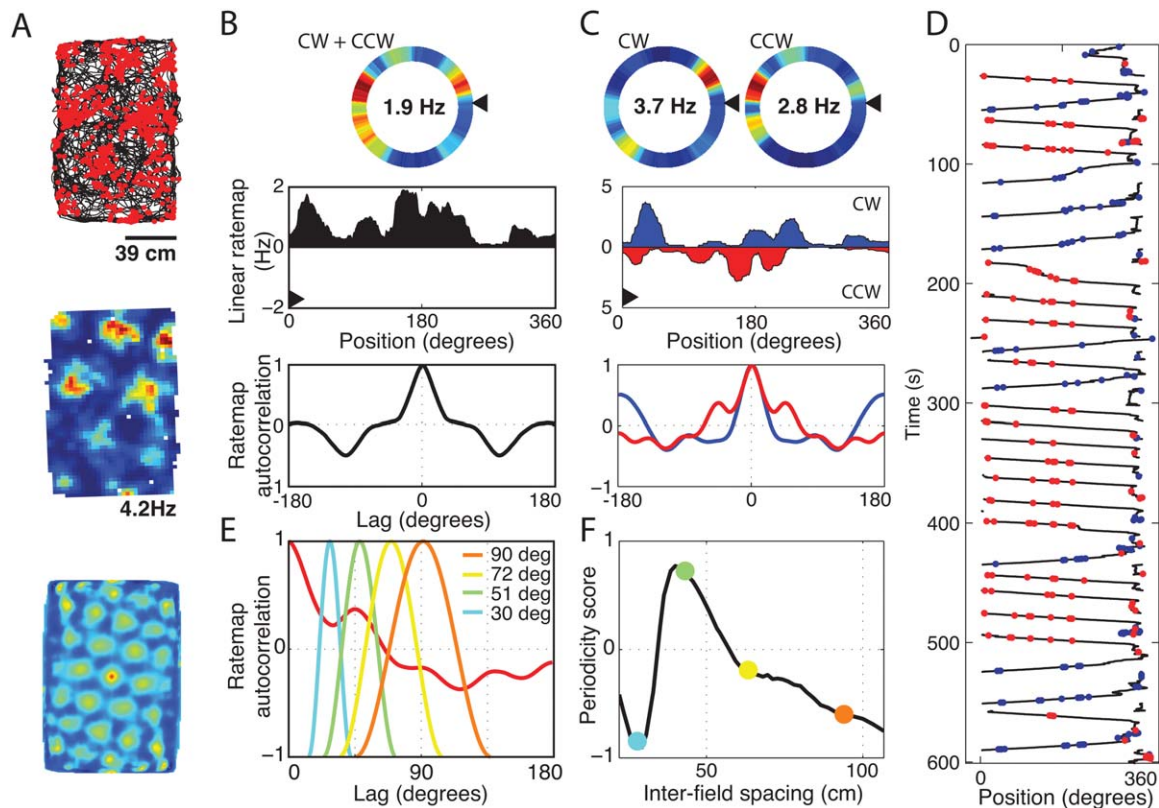 A
39 cm
4.2Hz
B
CW + CCW
1.9 Hz
Linear ratemap
(Hz)
2
0
−2
0 180 360
Position (degrees)
Ratemap
autocorrelation
1
0
1
-180 0 180
Lag (degrees)
C
CW CCW
3.7 Hz 2.8 Hz
5
0
5
CW
CCW
0 180 360
Position (degrees)
1
0
−1
-180 0 180
Lag (degrees)
D
Time (s)
0
100
200
300
400
500
600
0 360
Position (degrees)
E
Ratemap
autocorrelation
1
0
−1
90 deg
72 deg
51 deg
30 deg
0 90 180
Lag (degrees)
F
Periodicity score
1
0
−1
50 100
Inter-field spacing (cm)